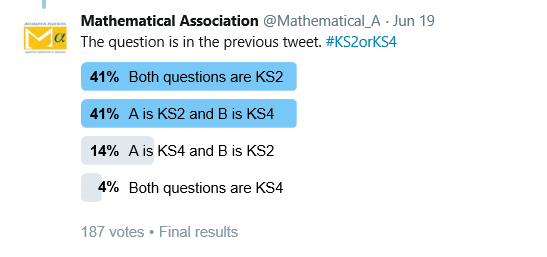 Mathematical Association @Mathematical_A · Jun 19
The question is in the previous tweet. #KS2orKS4
41% Both questions are KS2
41% A is KS2 and B is KS4
14% A is KS4 and B is KS2
4% Both questions are KS4
187 votes • Final results